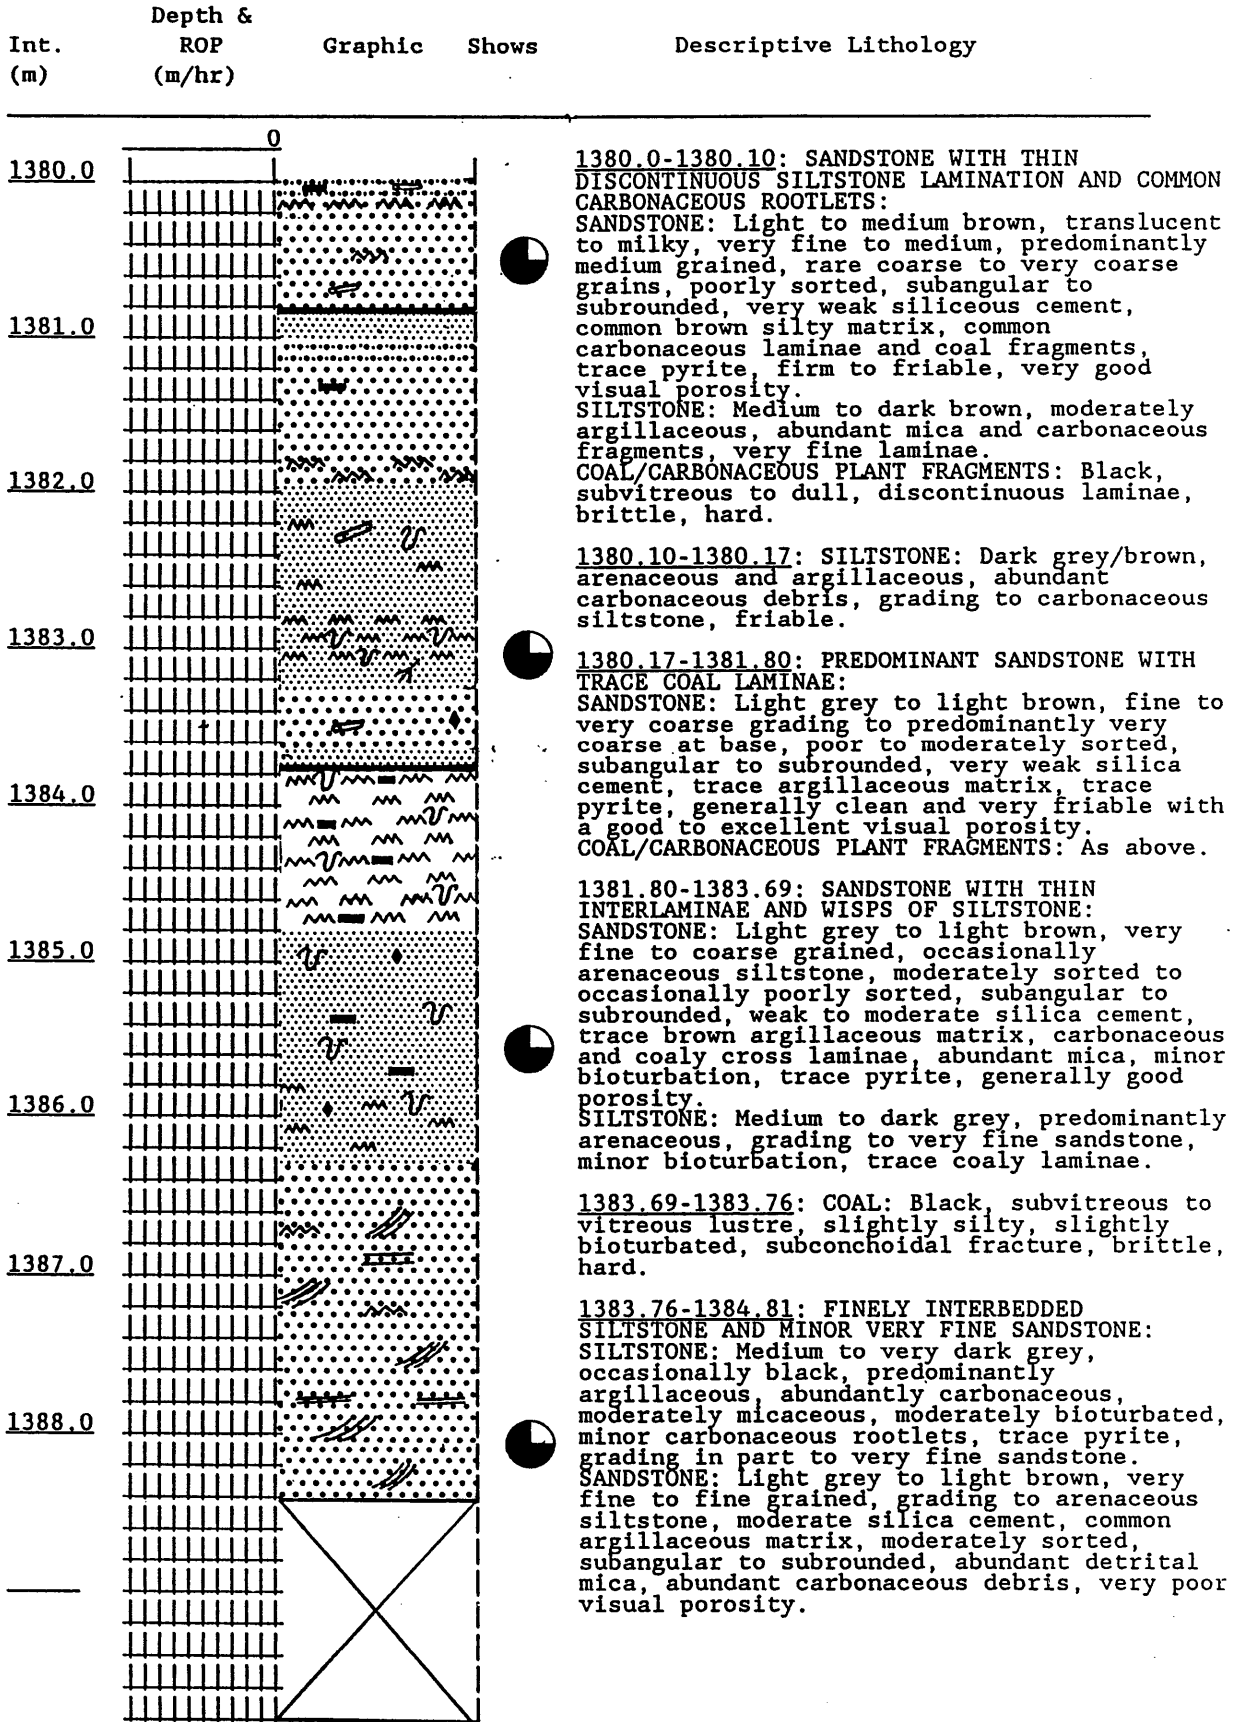 Depth &
Int. ROP Graphic Shows Descriptive Lithology
(m) (m/hr)
0
1380.0
1381.0
1382.0
1383.0
1384.0
1385.0
1386.0
1387.0
1388.0
1380.0-1380.10: SANDSTONE WITH THIN
DISCONTINUOUS SILTSTONE LAMINATION AND COMMON
CARBONACEOUS ROOTLETS:
SANDSTONE: Light to medium brown, translucent
to milky, very fine to medium, predominantly
medium grained, rare coarse to very coarse
grains, poorly sorted, subangular to
subrounded, very weak siliceous cement,
common brown silty matrix, common
carbonaceous laminae and coal fragments,
trace pyrite, firm to friable, very good
visual porosity.
SILTSTONE: Medium to dark brown, moderately
argillaceous, abundant mica and carbonaceous
fragments, very fine laminae.
COAL/CARBONACEOUS PLANT FRAGMENTS: Black,
subvitreous to dull, discontinuous laminae,
brittle, hard.
1380.10-1380.17: SILTSTONE: Dark grey/brown,
arenaceous and argillaceous, abundant
carbonaceous debris, grading to carbonaceous
siltstone, friable.
1380.17-1381.80: PREDOMINANT SANDSTONE WITH
TRACE COAL LAMINAE:
SANDSTONE: Light grey to light brown, fine to
very coarse grading to predominantly very
coarse at base, poor to moderately sorted,
subangular to subrounded, very weak silica
cement, trace argillaceous matrix, trace
pyrite, generally clean and very friable with
a good to excellent visual porosity.
COAL/CARBONACEOUS PLANT FRAGMENTS: As above.
1381.80-1383.69: SANDSTONE WITH THIN
INTERLAMINAE AND WISPS OF SILTSTONE:
SANDSTONE: Light grey to light brown, very
fine to coarse grained, occasionally
arenaceous siltstone, moderately sorted to
occasionally poorly sorted, subangular to
subrounded, weak to moderate silica cement,
trace brown argillaceous matrix, carbonaceous
and coaly cross laminae, abundant mica, minor
bioturbation, trace pyrite, generally good
porosity.
SILTSTONE: Medium to dark grey, predominantly
arenaceous, grading to very fine sandstone,
minor bioturbation, trace coaly laminae.
1383.69-1383.76: COAL: Black, subvitreous to
vitreous lustre, slightly silty, slightly
bioturbated, subconchoidal fracture, brittle,
hard.
1383.76-1384.81: FINELY INTERBEDDED
SILTSTONE AND MINOR VERY FINE SANDSTONE:
SILTSTONE: Medium to very dark grey,
occasionally black, predominantly
argillaceous, abundantly carbonaceous,
moderately micaceous, moderately bioturbated,
minor carbonaceous rootlets, trace pyrite,
grading in part to very fine sandstone.
SANDSTONE: Light grey to light brown, very
fine to fine grained, grading to arenaceous
siltstone, moderate silica cement, common
argillaceous matrix, moderately sorted,
subangular to subrounded, abundant detrital
mica, abundant carbonaceous debris, very poor
visual porosity.